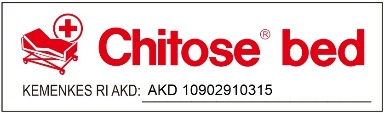 Chitose® bed
KEMENKES RI AKD: AKD 10902910315